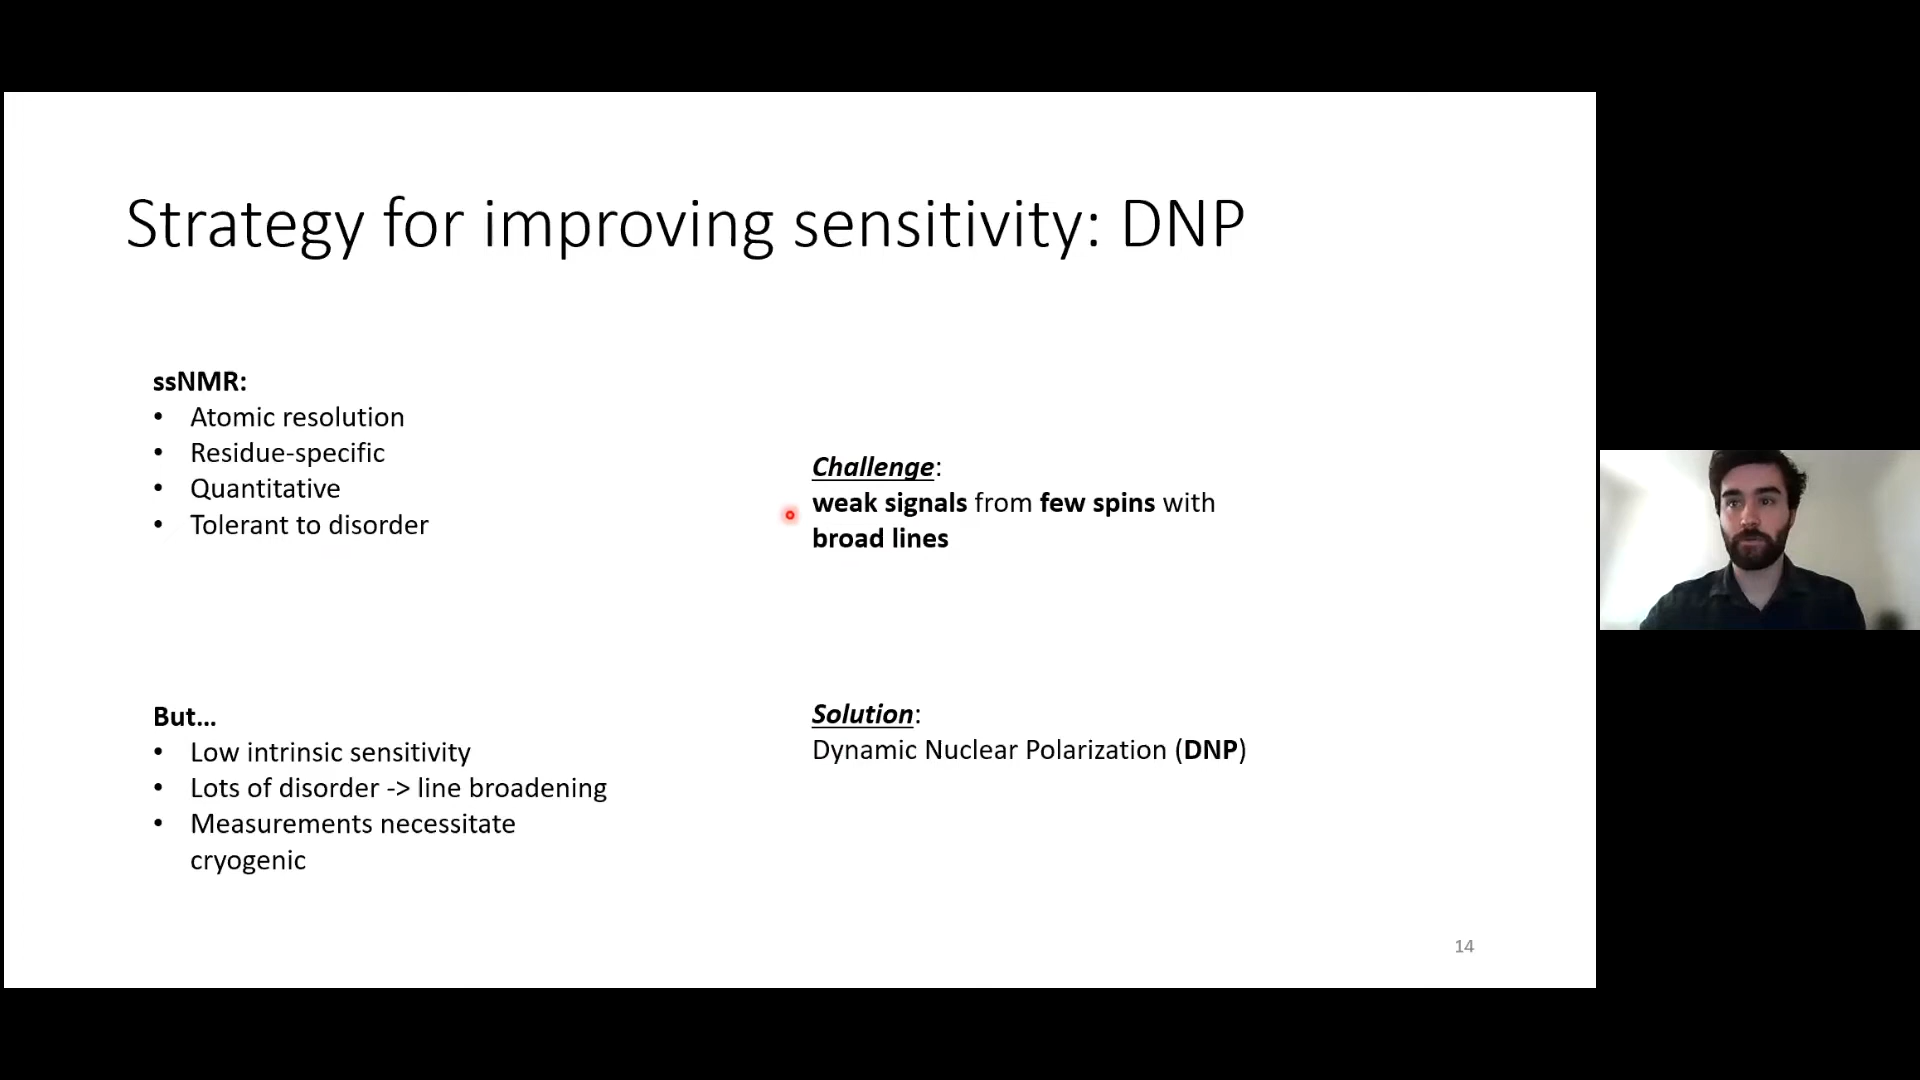 Strategy for improving sensitivity: DNP
ssNMR:
• Atomic resolution
• Residue-specific
• Quantitative
• Tolerant to disorder
Challenge:
weak signals from few spins with
broad lines
But...
• Low intrinsic sensitivity
• Lots of disorder -> line broadening
• Measurements necessitate
cryogenic
Solution:
Dynamic Nuclear Polarization (DNP)
14